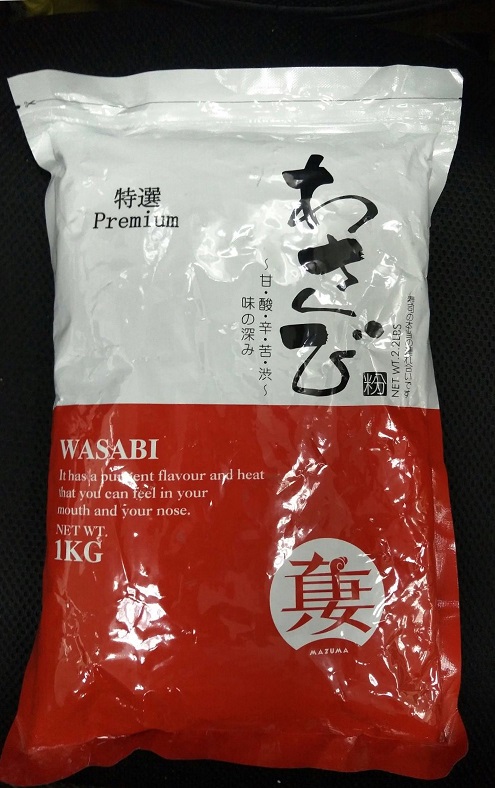 特選
Premium
わさび
粉
~甘・酸・辛・苦・渋~
味の深み
NET WT.2.2LBS
WASABI
It has a pungent flavour and heat
that you can feel in your
mouth and your nose.
NET WT.
1KG
MAZUMA